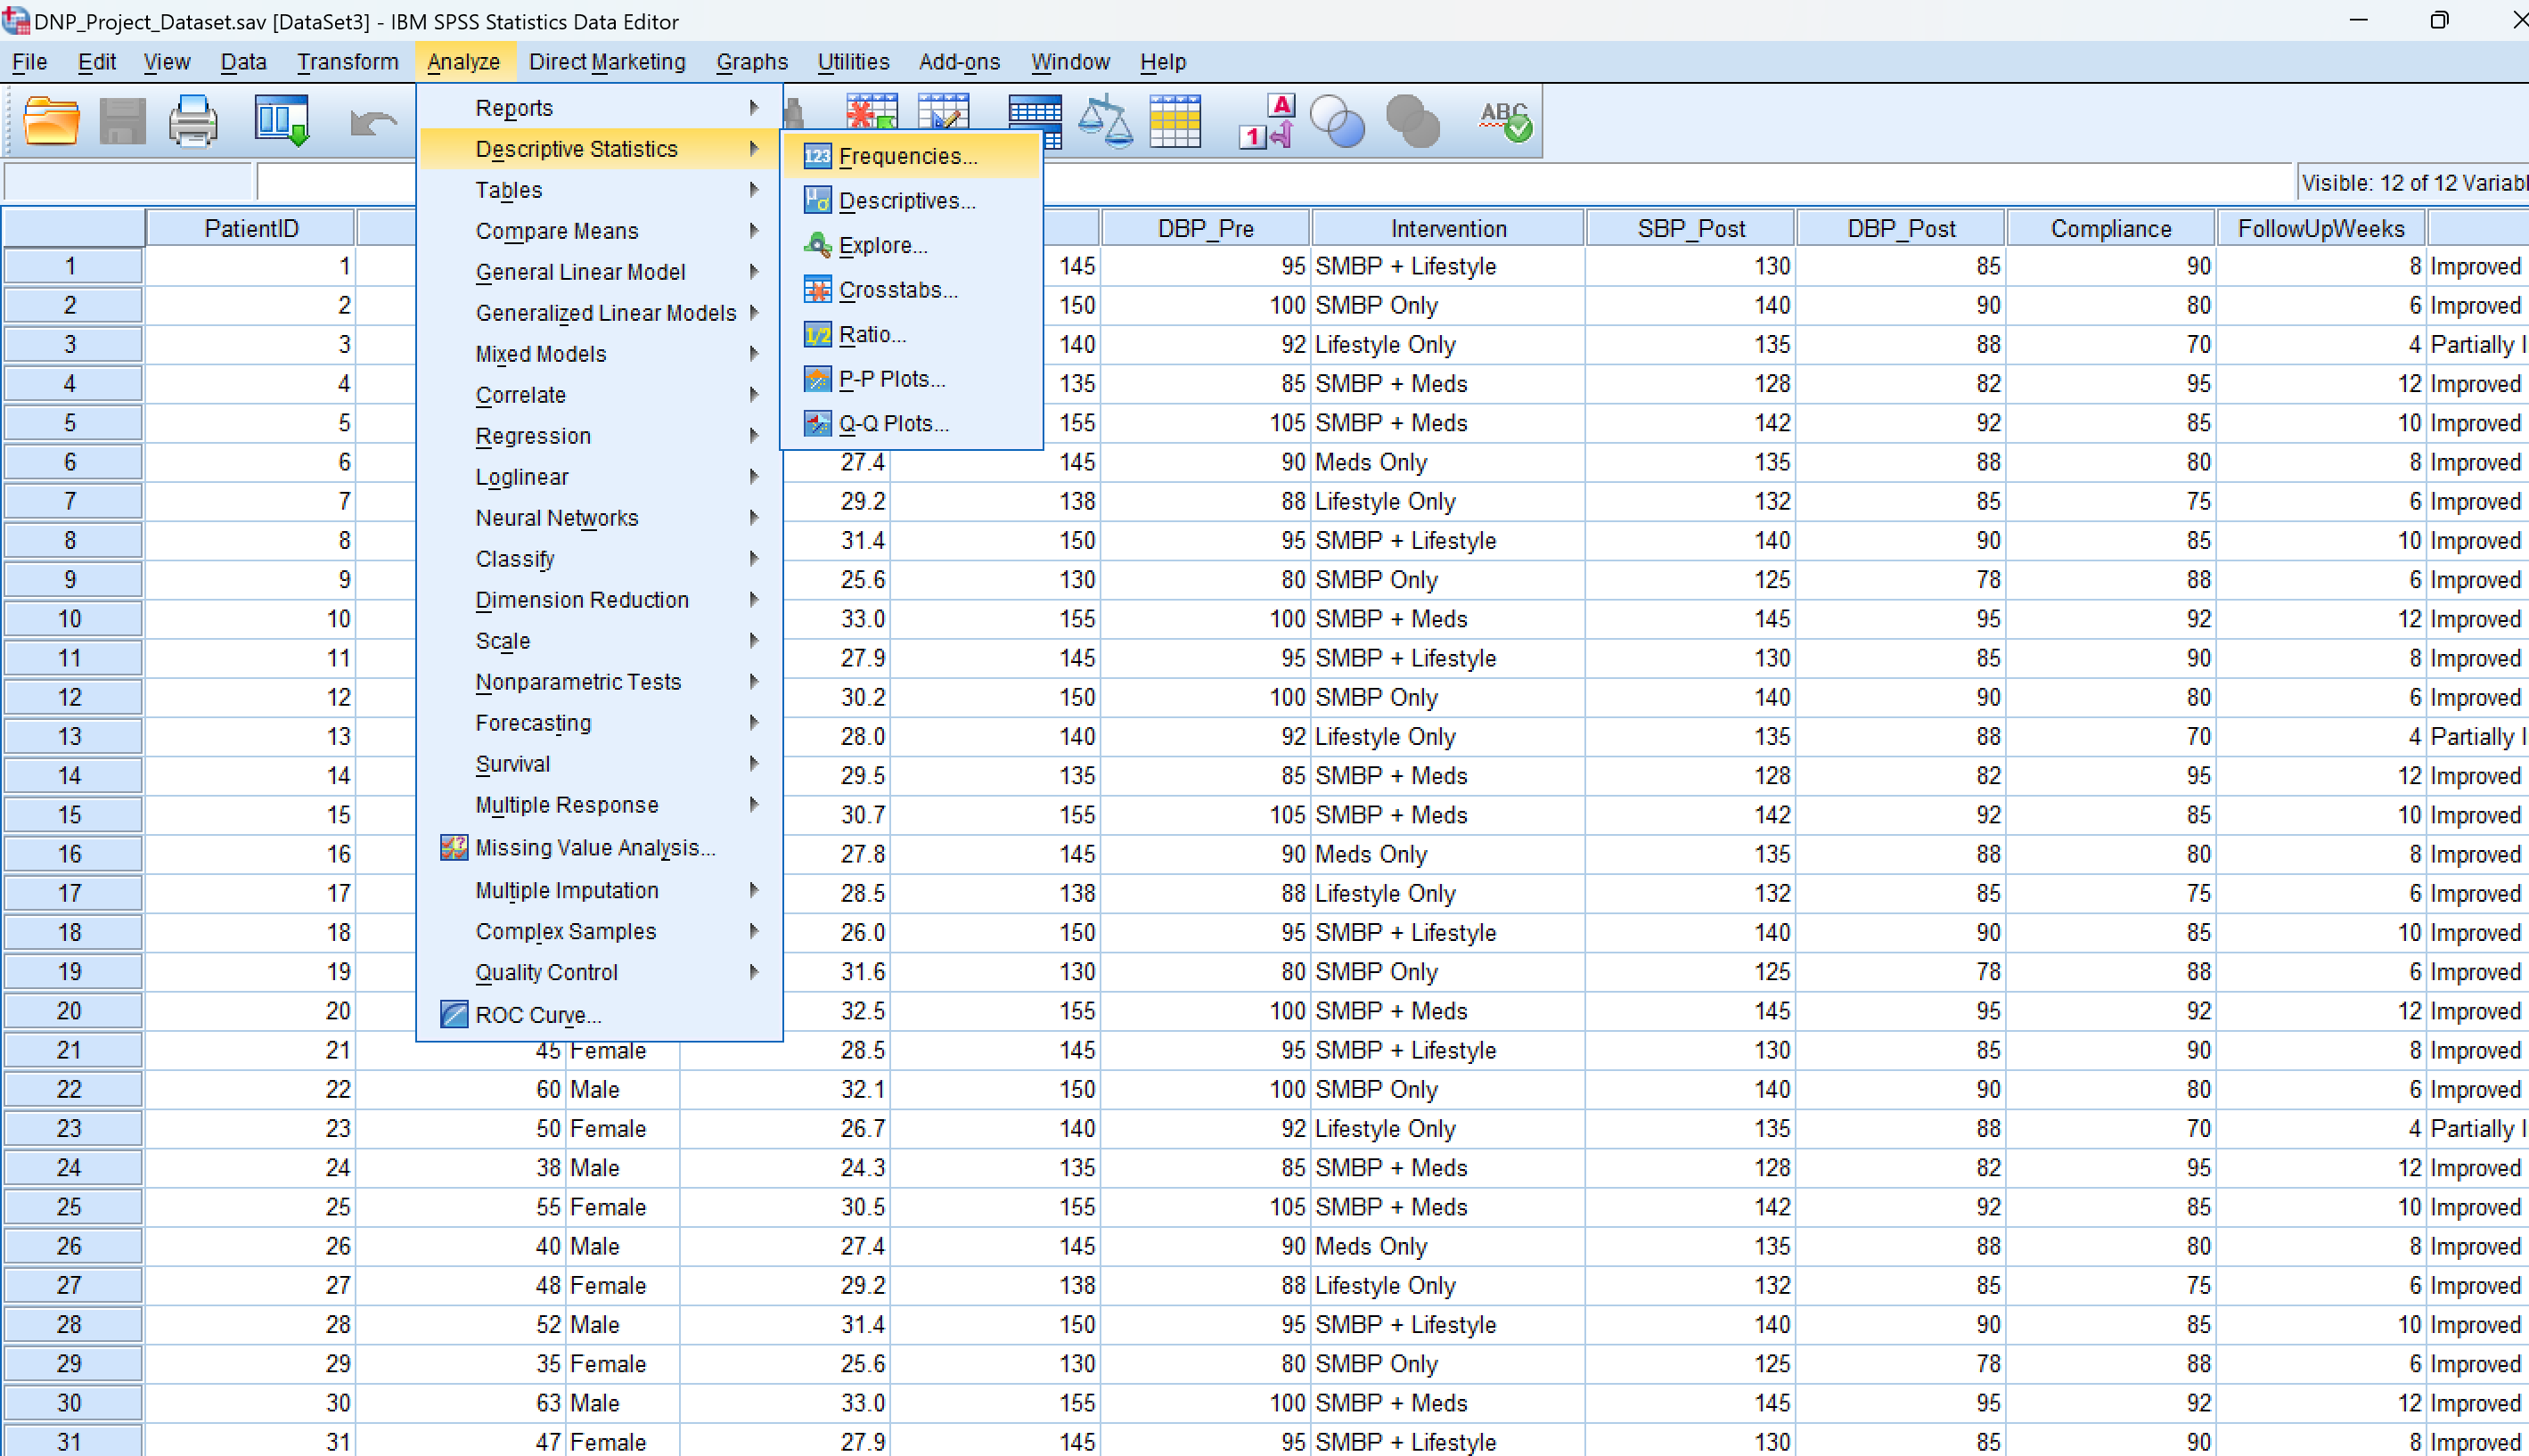 DNP_Project_Dataset.sav [DataSet3] - IBM SPSS Statistics Data Editor
File Edit View Data Transform Analyze Direct Marketing Graphs Utilities Add-ons Window Help
A
1
ABC
Visible: 12 of 12 Variabl
Reports
Descriptive Statistics
Tables
Compare Means
General Linear Model
Generalized Linear Models
Mixed Models
Correlate
Regression
Loglinear
Neural Networks
Classify
Dimension Reduction
Scale
Nonparametric Tests
Forecasting
Survival
Multiple Response
Missing Value Analysis...
Multiple Imputation
Complex Samples
Quality Control
ROC Curve...
123 Frequencies...
Descriptives...
Explore...
Crosstabs...
1/2 Ratio...
P-P Plots...
Q-Q Plots...
PatientID DBP_Pre Intervention SBP_Post DBP_Post Compliance FollowUpWeeks
1 1 145 95 SMBP + Lifestyle 130 85 90 8 Improved
2 2 150 100 SMBP Only 140 90 80 6 Improved
3 3 140 92 Lifestyle Only 135 88 70 4 Partially I
4 4 135 85 SMBP + Meds 128 82 95 12 Improved
5 5 155 105 SMBP + Meds 142 92 85 10 Improved
6 6 27.4 145 90 Meds Only 135 88 80 8 Improved
7 7 29.2 138 88 Lifestyle Only 132 85 75 6 Improved
8 8 31.4 150 95 SMBP + Lifestyle 140 90 85 10 Improved
9 9 25.6 130 80 SMBP Only 125 78 88 6 Improved
10 10 33.0 155 100 SMBP + Meds 145 95 92 12 Improved
11 11 27.9 145 95 SMBP + Lifestyle 130 85 90 8 Improved
12 12 30.2 150 100 SMBP Only 140 90 80 6 Improved
13 13 28.0 140 92 Lifestyle Only 135 88 70 4 Partially I
14 14 29.5 135 85 SMBP + Meds 128 82 95 12 Improved
15 15 30.7 155 105 SMBP + Meds 142 92 85 10 Improved
16 16 27.8 145 90 Meds Only 135 88 80 8 Improved
17 17 28.5 138 88 Lifestyle Only 132 85 75 6 Improved
18 18 26.0 150 95 SMBP + Lifestyle 140 90 85 10 Improved
19 19 31.6 130 80 SMBP Only 125 78 88 6 Improved
20 20 32.5 155 100 SMBP + Meds 145 95 92 12 Improved
21 21 45 Female 28.5 145 95 SMBP + Lifestyle 130 85 90 8 Improved
22 22 60 Male 32.1 150 100 SMBP Only 140 90 80 6 Improved
23 23 50 Female 26.7 140 92 Lifestyle Only 135 88 70 4 Partially I
24 24 38 Male 24.3 135 85 SMBP + Meds 128 82 95 12 Improved
25 25 55 Female 30.5 155 105 SMBP + Meds 142 92 85 10 Improved
26 26 40 Male 27.4 145 90 Meds Only 135 88 80 8 Improved
27 27 48 Female 29.2 138 88 Lifestyle Only 132 85 75 6 Improved
28 28 52 Male 31.4 150 95 SMBP + Lifestyle 140 90 85 10 Improved
29 29 35 Female 25.6 130 80 SMBP Only 125 78 88 6 Improved
30 30 63 Male 33.0 155 100 SMBP + Meds 145 95 92 12 Improved
31 31 47 Female 27.9 145 95 SMBP + Lifestyle 130 85 90 8 Improved